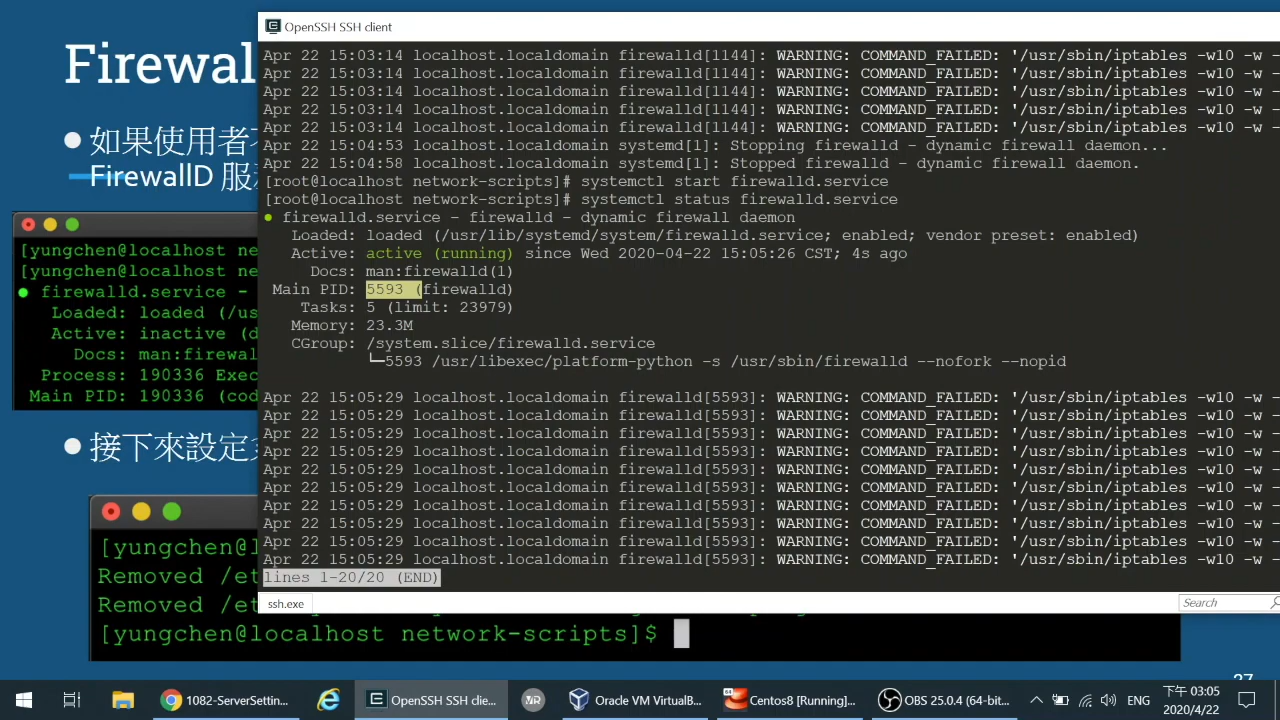 OpenSSH SSH client
Firewal
如果使用者
FirewallD 服
[yungchen@localhost ne
[yungchen@localhost ne
● firewalld.service -
Loaded: loaded (/us
Active: inactive (d
Docs: man:firewal
Process: 190336 Exec
Main PID: 190336 (cod
接下來設定
[yungchen@l
Removed /et
Removed /et
[yungchen@localhost network-scripts]$
Apr 22 15:03:14 localhost.localdomain firewalld[1144]: WARNING: COMMAND_FAILED: '/usr/sbin/iptables -w10 -w -
Apr 22 15:03:14 localhost.localdomain firewalld[1144]: WARNING: COMMAND_FAILED: '/usr/sbin/iptables -w10 -w -
Apr 22 15:03:14 localhost.localdomain firewalld[1144]: WARNING: COMMAND_FAILED: '/usr/sbin/iptables -w10 -w -
Apr 22 15:03:14 localhost.localdomain firewalld[1144]: WARNING: COMMAND_FAILED: '/usr/sbin/iptables -w10 -w -
Apr 22 15:03:14 localhost.localdomain firewalld[1144]: WARNING: COMMAND_FAILED: '/usr/sbin/iptables -w10 -w -
Apr 22 15:04:53 localhost.localdomain systemd[1]: Stopping firewalld - dynamic firewall daemon...
Apr 22 15:04:58 localhost.localdomain systemd[1]: Stopped firewalld - dynamic firewall daemon.
[root@localhost network-scripts]# systemctl start firewalld.service
[root@localhost network-scripts]# systemctl status firewalld.service
● firewalld.service - firewalld - dynamic firewall daemon
Loaded: loaded (/usr/lib/systemd/system/firewalld.service; enabled; vendor preset: enabled)
Active: active (running) since Wed 2020-04-22 15:05:26 CST; 4s ago
Docs: man:firewalld(1)
Main PID: 5593 (firewalld)
Tasks: 5 (limit: 23979)
Memory: 23.3M
CGroup: /system.slice/firewalld.service
└─5593 /usr/libexec/platform-python -s /usr/sbin/firewalld --nofork --nopid
Apr 22 15:05:29 localhost.localdomain firewalld[5593]: WARNING: COMMAND_FAILED: '/usr/sbin/iptables -w10 -w -
Apr 22 15:05:29 localhost.localdomain firewalld[5593]: WARNING: COMMAND_FAILED: '/usr/sbin/iptables -w10 -w -
Apr 22 15:05:29 localhost.localdomain firewalld[5593]: WARNING: COMMAND_FAILED: '/usr/sbin/iptables -w10 -w -
Apr 22 15:05:29 localhost.localdomain firewalld[5593]: WARNING: COMMAND_FAILED: '/usr/sbin/iptables -w10 -w -
Apr 22 15:05:29 localhost.localdomain firewalld[5593]: WARNING: COMMAND_FAILED: '/usr/sbin/iptables -w10 -w -
Apr 22 15:05:29 localhost.localdomain firewalld[5593]: WARNING: COMMAND_FAILED: '/usr/sbin/iptables -w10 -w -
Apr 22 15:05:29 localhost.localdomain firewalld[5593]: WARNING: COMMAND_FAILED: '/usr/sbin/iptables -w10 -w -
Apr 22 15:05:29 localhost.localdomain firewalld[5593]: WARNING: COMMAND_FAILED: '/usr/sbin/iptables -w10 -w -
Apr 22 15:05:29 localhost.localdomain firewalld[5593]: WARNING: COMMAND_FAILED: '/usr/sbin/iptables -w10 -w -
Apr 22 15:05:29 localhost.localdomain firewalld[5593]: WARNING: COMMAND_FAILED: '/usr/sbin/iptables -w10 -w -
lines 1-20/20 (END)
ssh.exe
Search
1082-ServerSettin...
OpenSSH SSH clie...
Oracle VM VirtualB...
Centos8 [Running]...
OBS 25.0.4 (64-bit...
ENG
下午 03:05
2020/4/22